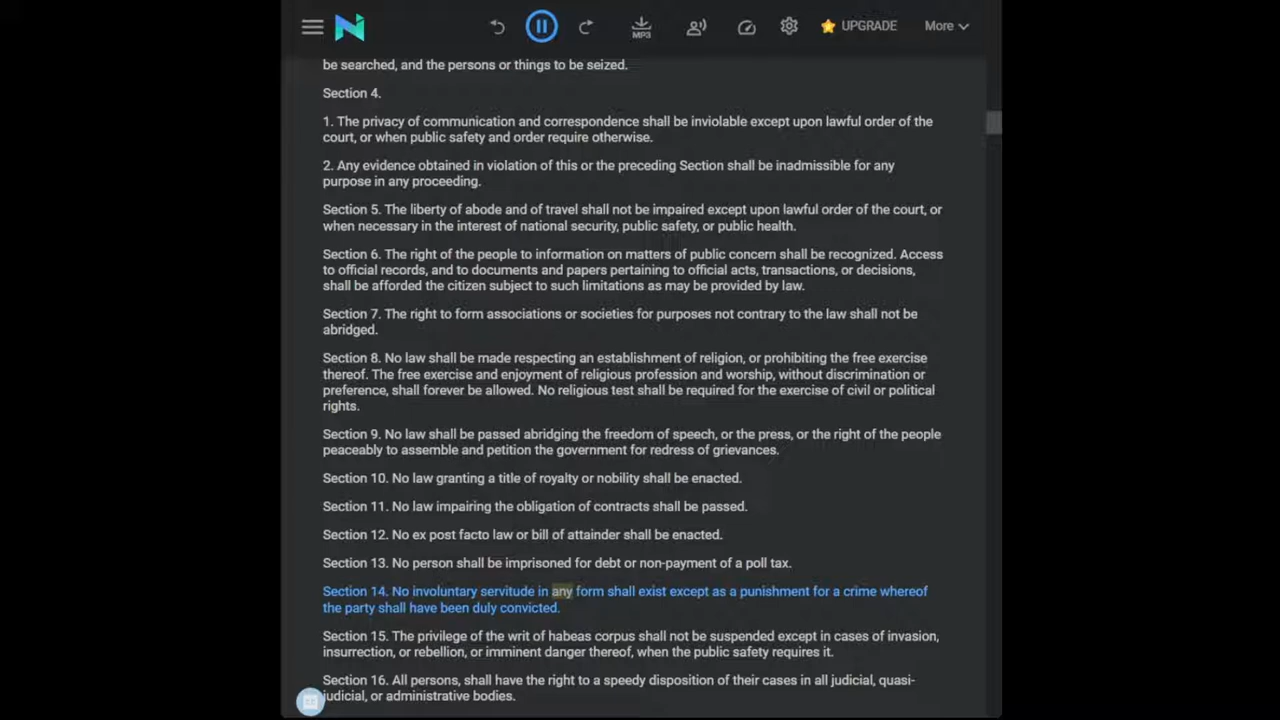 MP3
UPGRADE
More
be searched, and the persons or things to be seized.
Section 4.
1. The privacy of communication and correspondence shall be inviolable except upon lawful order of the
court, or when public safety and order require otherwise.
2. Any evidence obtained in violation of this or the preceding Section shall be inadmissible for any
purpose in any proceeding.
Section 5. The liberty of abode and of travel shall not be impaired except upon lawful order of the court, or
when necessary in the interest of national security, public safety, or public health.
Section 6. The right of the people to information on matters of public concern shall be recognized. Access
to official records, and to documents and papers pertaining to official acts, transactions, or decisions,
shall be afforded the citizen subject to such limitations as may be provided by law.
Section 7. The right to form associations or societies for purposes not contrary to the law shall not be
abridged.
Section 8. No law shall be made respecting an establishment of religion, or prohibiting the free exercise
thereof. The free exercise and enjoyment of religious profession and worship, without discrimination or
preference, shall forever be allowed. No religious test shall be required for the exercise of civil or political
rights.
Section 9. No law shall be passed abridging the freedom of speech, or the press, or the right of the people
peaceably to assemble and petition the government for redress of grievances.
Section 10. No law granting a title of royalty or nobility shall be enacted.
Section 11. No law impairing the obligation of contracts shall be passed.
Section 12. No ex post facto law or bill of attainder shall be enacted.
Section 13. No person shall be imprisoned for debt or non-payment of a poll tax.
Section 14. No involuntary servitude in any form shall exist except as a punishment for a crime whereof
the party shall have been duly convicted.
Section 15. The privilege of the writ of habeas corpus shall not be suspended except in cases of invasion,
insurrection, or rebellion, or imminent danger thereof, when the public safety requires it.
Section 16. All persons, shall have the right to a speedy disposition of their cases in all judicial, quasi-
judicial, or administrative bodies.